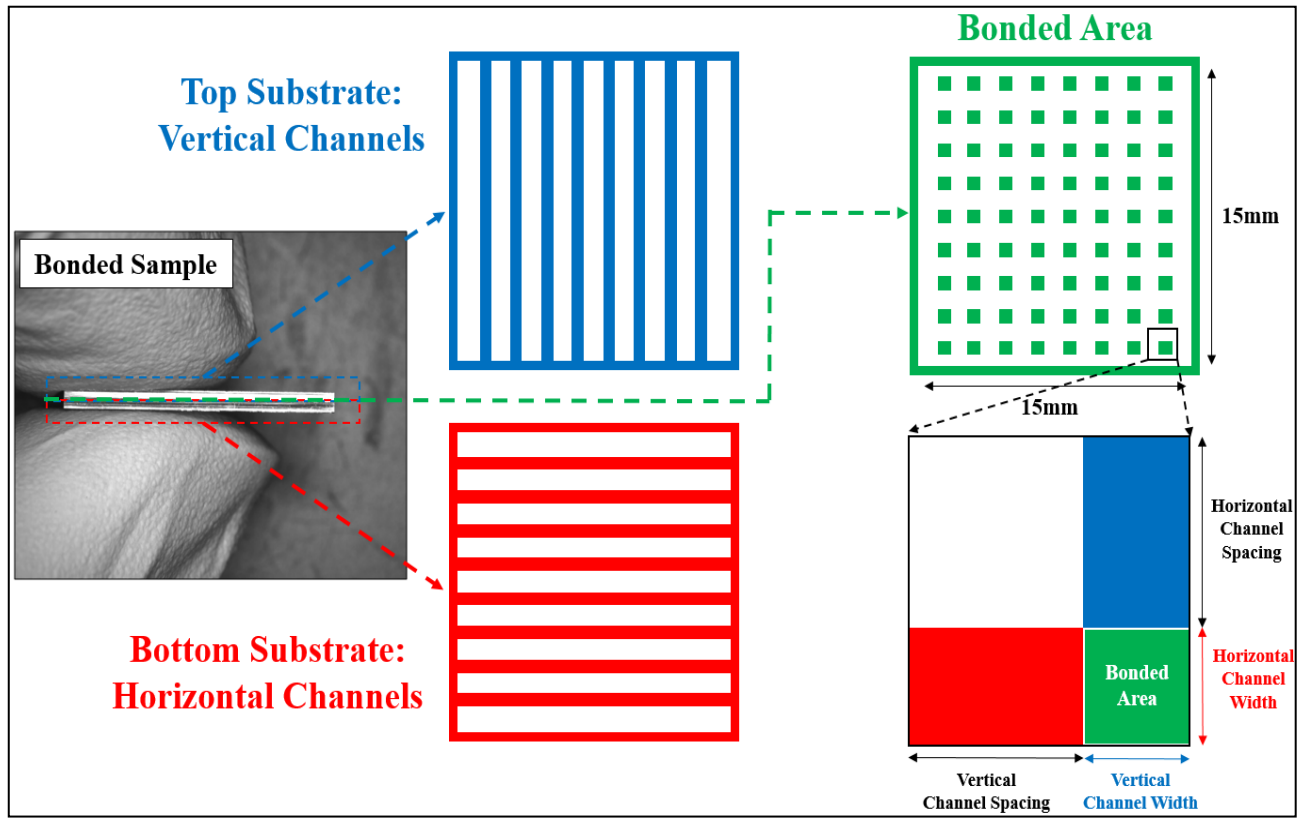 Bonded Area
Top Substrate:
Vertical Channels
15mm
Bonded Sample
15mm
Horizontal
Channel
Spacing
Bottom Substrate:
Horizontal Channels
Bonded
Area
Horizontal
Channel
Width
Vertical
Channel Spacing
Vertical
Channel Width